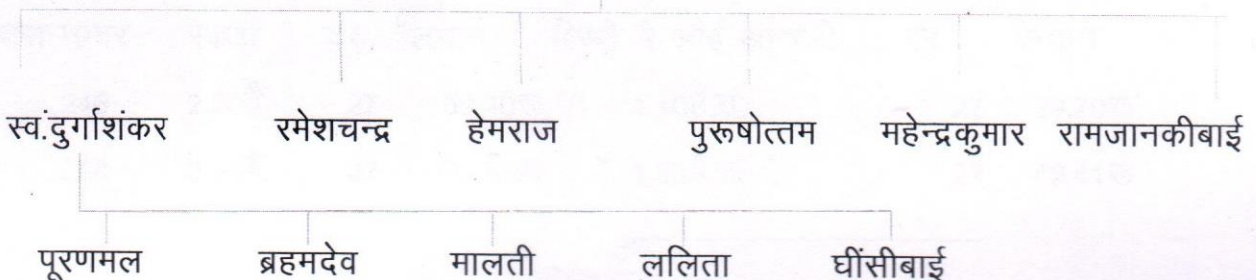 स्व.दुर्गाशंकर रमेशचन्द्र हेमराज पुरूषोत्तम महेन्द्रकुमार रामजानकीबाई
पूरणमल ब्रहमदेव मालती ललिता घींसीबाई